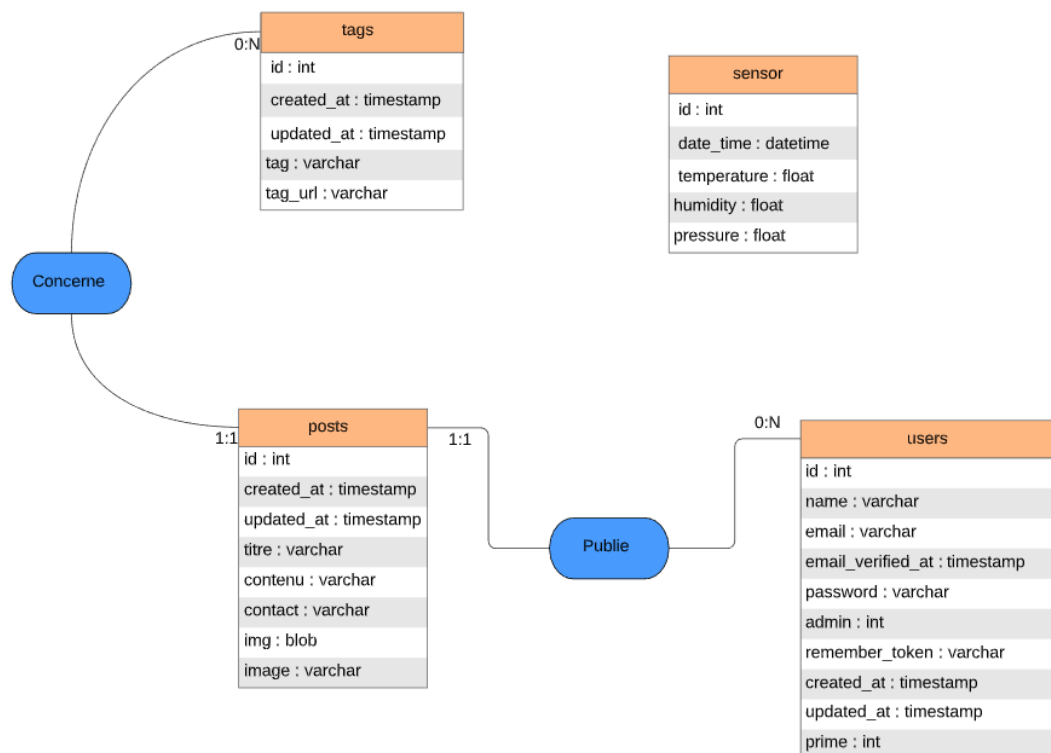 0:N
tags
id : int
created_at : timestamp
updated_at : timestamp
tag : varchar
tag_url : varchar
sensor
id : int
date_time : datetime
temperature : float
humidity : float
pressure : float
Concerne
1:1
posts
id : int
created_at : timestamp
updated_at : timestamp
titre : varchar
contenu : varchar
contact : varchar
img : blob
image : varchar
1:1
Publie
0:N
users
id : int
name : varchar
email : varchar
email_verified_at : timestamp
password : varchar
admin : int
remember_token : varchar
created_at : timestamp
updated_at : timestamp
prime : int